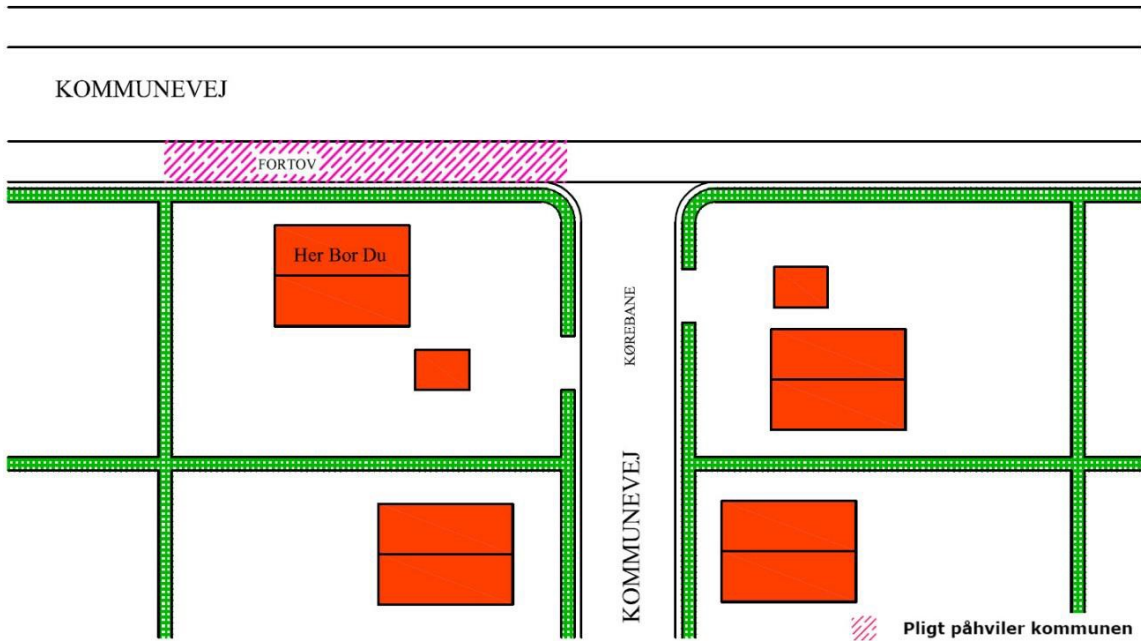 KOMMUNEVEJ
FORTOV
Her Bor Du
KØREBANE
KOMMUNEVEJ
Pligt påhviler kommunen